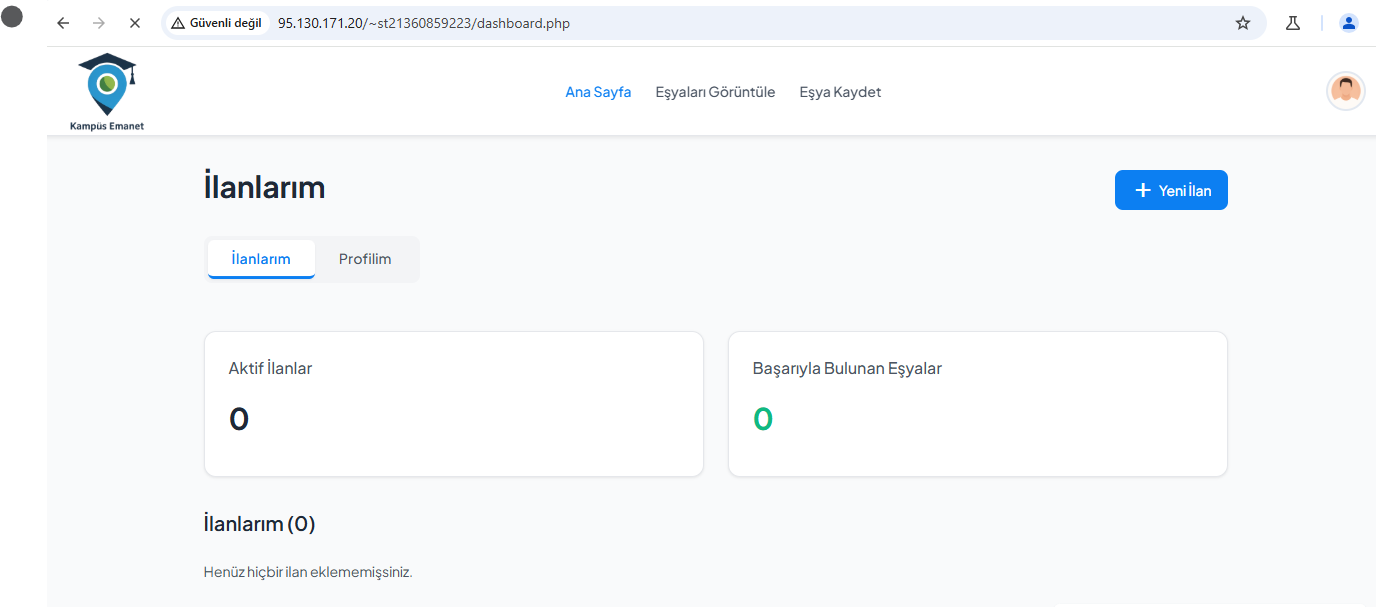 Güvenli değil 95.130.171.20/~st21360859223/dashboard.php
Kampüs Emanet
Ana Sayfa Eşyaları Görüntüle Eşya Kaydet
İlanlarım
+ Yeni İlan
İlanlarım Profilim
Aktif İlanlar
0
Başarıyla Bulunan Eşyalar
0
İlanlarım (0)
Henüz hiçbir ilan eklememişsiniz.